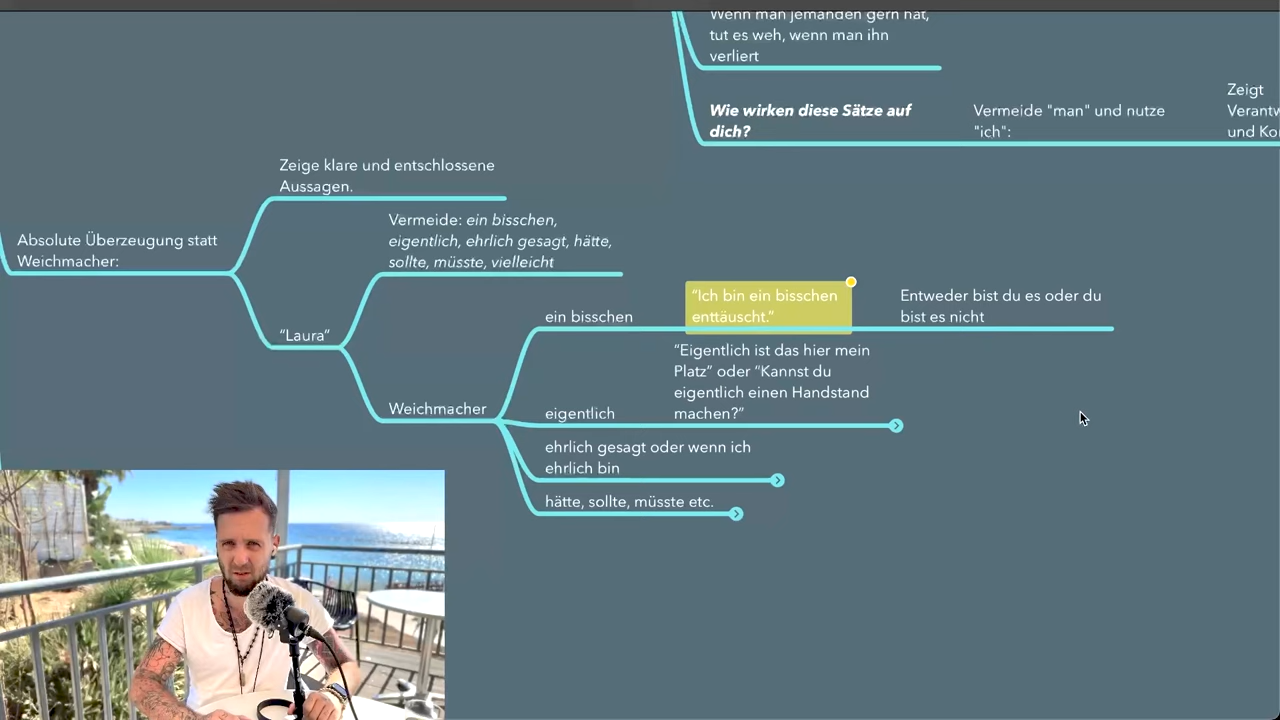 Wenn man jemanden gern hat,
tut es weh, wenn man ihn
verliert
Wie wirken diese Sätze auf
dich?
Vermeide "man" und nutze
"ich":
Zeigt
Zeige klare und entschlossene
Aussagen.
Absolute Überzeugung statt
Weichmacher:
Vermeide: ein bisschen,
eigentlich, ehrlich gesagt, hätte,
sollte, müsste, vielleicht
“Laura”
Weichmacher
ein bisschen
“Ich bin ein bisschen
enttäuscht.”
Entweder bist du es oder du
bist es nicht
eigentlich
“Eigentlich ist das hier mein
Platz” oder “Kannst du
eigentlich einen Handstand
machen?”
ehrlich gesagt oder wenn ich
ehrlich bin
hätte, sollte, müsste etc.